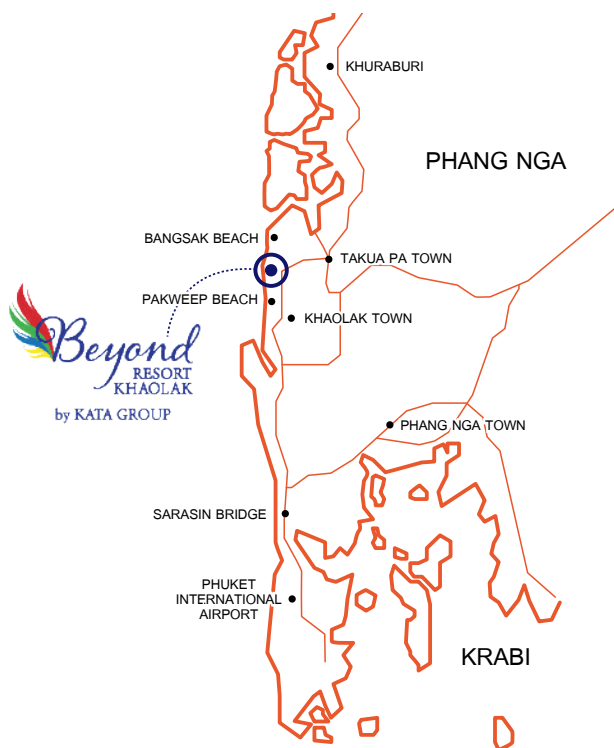 KHURABURI
PHANG NGA
BANGSAK BEACH
TAKUA PA TOWN
PAKWEEP BEACH
KHAOLAK TOWN
Beyond
RESORT
KHAOLAK
by KATA GROUP
PHANG NGA TOWN
SARASIN BRIDGE
PHUKET
INTERNATIONAL
AIRPORT
KRABI